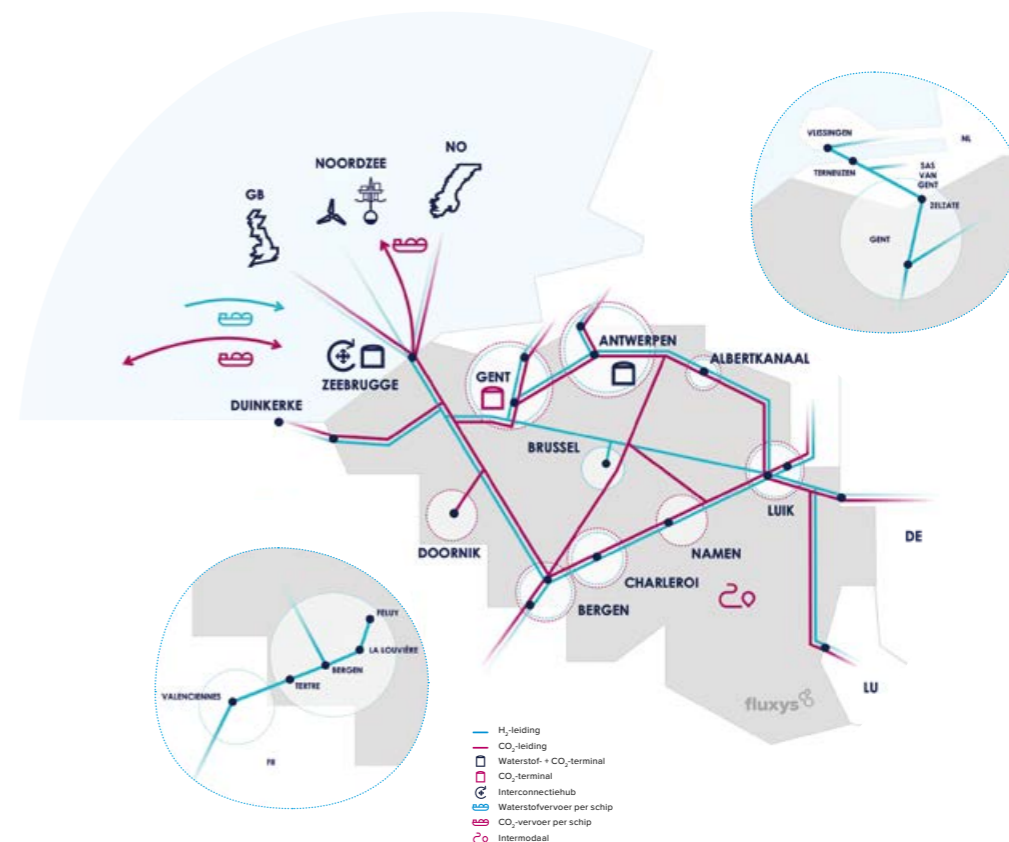 NO
NOORDZEE
GB
ZEEBRUGGE
DUINKERKE
GENT
ANTWERPEN
ALBERTKANAAL
BRUSSEL
DOORNIK
LUIK
DE
NAMEN
CHARLEROI
BERGEN
LU
fluxys
VLISSINGEN
NL
TERNEUZEN
SAS
VAN
GENT
ZELZATE
GENT
FELUY
LA LOUVIÈRE
BERGEN
TERTRE
VALENCIENNES
FR
H₂-leiding
CO₂-leiding
Waterstof- + CO₂-terminal
CO₂-terminal
Interconnectiehub
Waterstofvervoer per schip
CO₂-vervoer per schip
Intermodaal